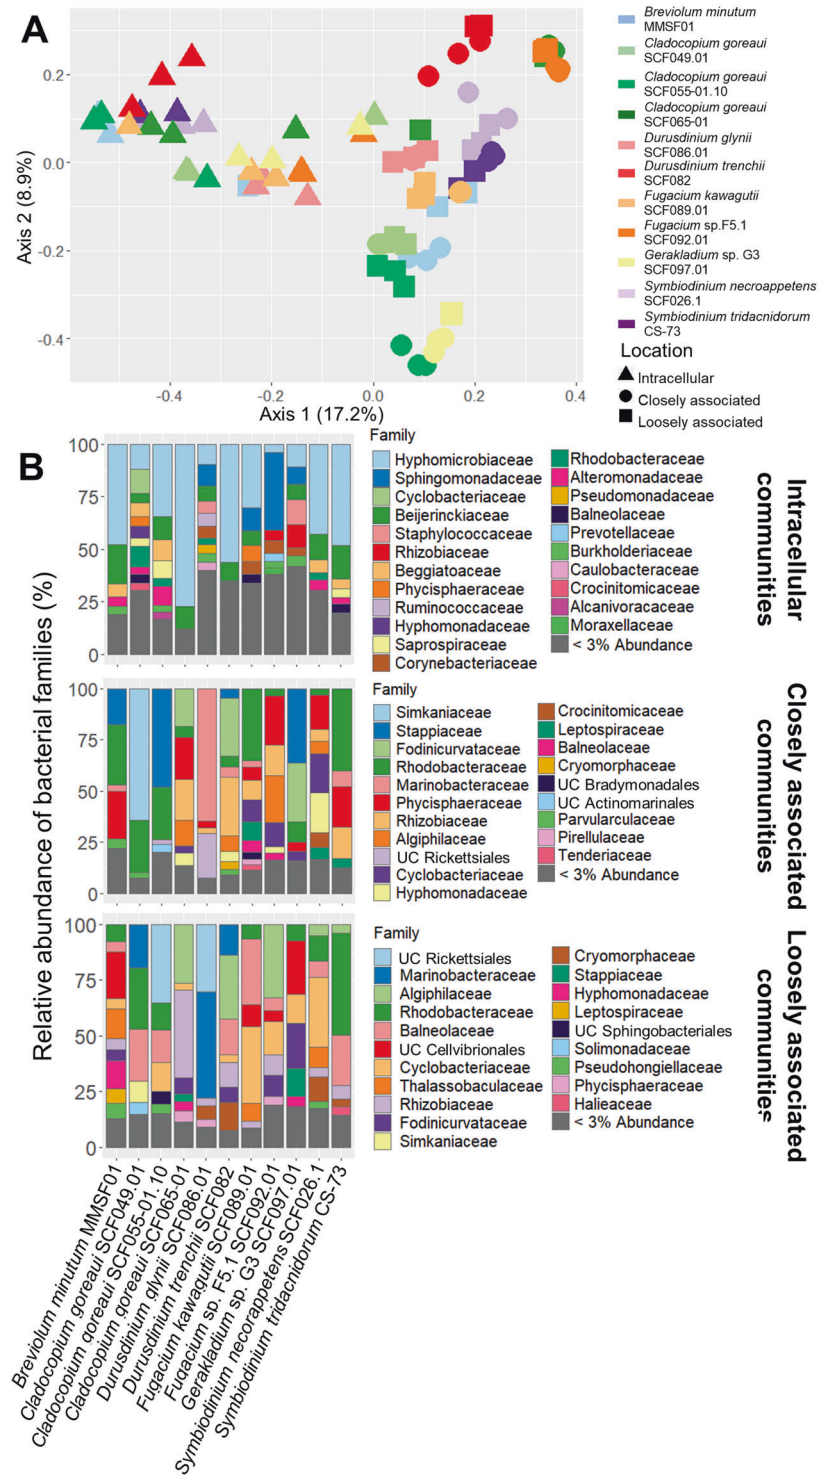 A
Axis 2 (8.9%)
0.2
0.0
-0.2
-0.4
-0.4
-0.2
0.0
0.2
0.4
Axis 1 (17.2%)
Breviolum minutum
MMSF01
Cladocopium goreaui
SCF049.01
Cladocopium goreaui
SCF055-01.10
Cladocopium goreaui
SCF065-01
Durusdinium glynii
SCF086.01
Durusdinium trenchii
SCF082
Fugacium kawagutii
SCF089.01
Fugacium sp.F5.1
SCF092.01
Gerakladium sp. G3
SCF097.01
Symbiodinium necroappetens
SCF026.1
Symbiodinium tridacnidorum
CS-73
Location
Intracellular
Closely associated
Loosely associated
B
Relative abundance of bacterial families (%)
100
75
50
25
0
Family
Hyphomicrobiaceae
Sphingomonadaceae
Cyclobacteriaceae
Beijerinckiaceae
Staphylococcaceae
Rhizobiaceae
Beggiatoaceae
Phycisphaeraceae
Ruminococcaceae
Hyphomonadaceae
Saprospiraceae
Corynebacteriaceae
Rhodobacteraceae
Alteromonadaceae
Pseudomonadaceae
Balneolaceae
Prevotellaceae
Burkholderiaceae
Caulobacteraceae
Crocinitomicaceae
Alcanivoracaceae
Moraxellaceae
< 3% Abundance
Intracellular
communities
100
75
50
25
0
Family
Simkaniaceae
Stappiaceae
Fodinicurvataceae
Rhodobacteraceae
Marinobacteraceae
Phycisphaeraceae
Rhizobiaceae
Algiphilaceae
UC Rickettsiales
Cyclobacteriaceae
Hyphomonadaceae
Crocinitomicaceae
Leptospiraceae
Balneolaceae
Cryomorphaceae
UC Bradymonadales
UC Actinomarinales
Parvularculaceae
Pirellulaceae
Tenderiaceae
< 3% Abundance
Closely associated
communities
100
75
50
25
0
Family
UC Rickettsiales
Marinobacteraceae
Algiphilaceae
Rhodobacteraceae
Balneolaceae
UC Cellvibrionales
Cyclobacteriaceae
Thalassobaculaceae
Rhizobiaceae
Fodinicurvataceae
Simkaniaceae
Cryomorphaceae
Stappiaceae
Hyphomonadaceae
Leptospiraceae
UC Sphingobacteriales
Solimonadaceae
Pseudohongiellaceae
Phycisphaeraceae
Halieaceae
< 3% Abundance
Loosely associated
communities
Breviolum minutum MMSF01
Cladocopium goreaui SCF049.01
Cladocopium goreaui SCF055-01.10
Cladocopium goreaui SCF065-01
Durusdinium glynii SCF086.01
Durusdinium trenchii SCF082
Fugacium kawagutii SCF089.01
Fugacium sp. F5.1 SCF092.01
Gerakladium sp. G3 SCF097.01
Symbiodinium necorappetens SCF026.1
Symbiodinium tridacnidorum CS-73